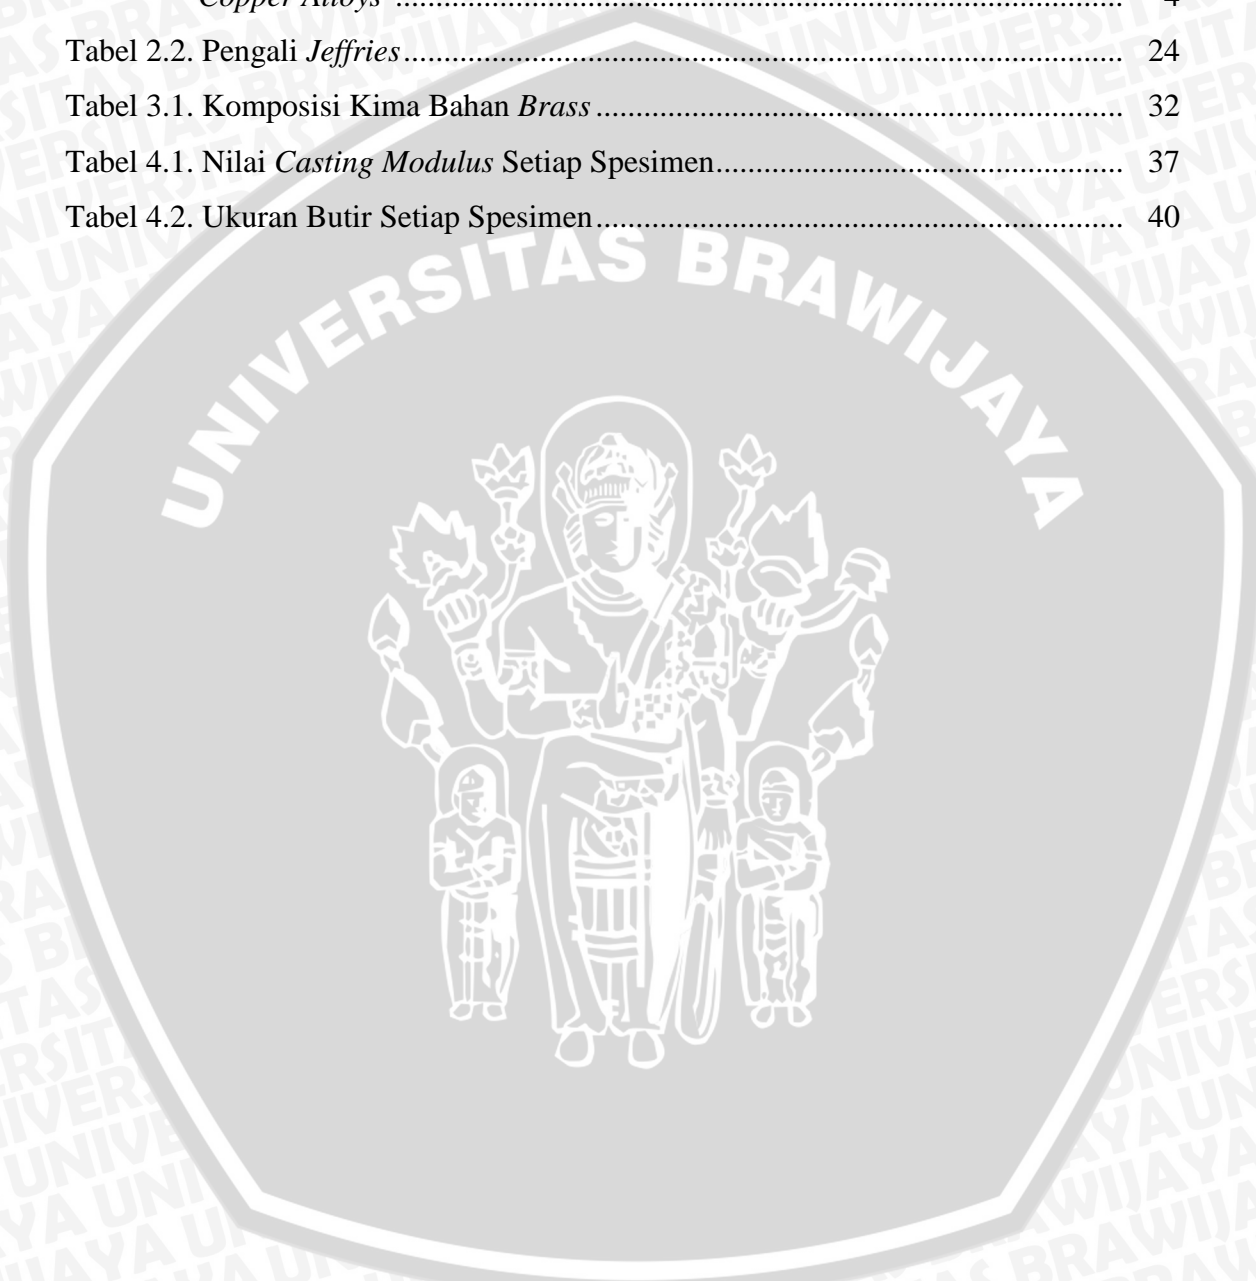 Copper Alloys .......................................................................................... 4
Tabel 2.2. Pengali Jeffries .......................................................................................... 24
Tabel 3.1. Komposisi Kima Bahan Brass .................................................................. 32
Tabel 4.1. Nilai Casting Modulus Setiap Spesimen................................................... 37
Tabel 4.2. Ukuran Butir Setiap Spesimen.................................................................. 40
UNIVERSITAS BRAWIJAYA